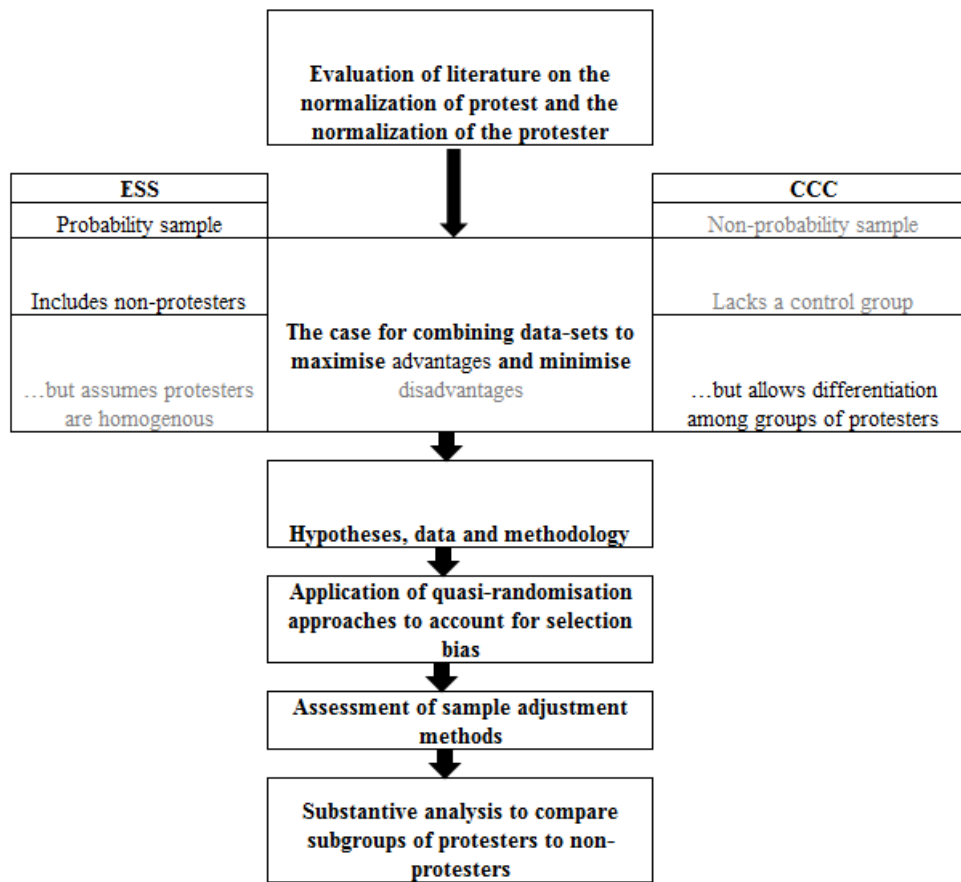 Evaluation of literature on the
normalization of protest and the
normalization of the protester
ESS
Probability sample
Includes non-protesters
…but assumes protesters
are homogenous
CCC
Non-probability sample
Lacks a control group
…but allows differentiation
among groups of protesters
The case for combining data-sets to
maximise advantages and minimise
disadvantages
Hypotheses, data and methodology
Application of quasi-randomisation
approaches to account for selection
bias
Assessment of sample adjustment
methods
Substantive analysis to compare
subgroups of protesters to non-
protesters